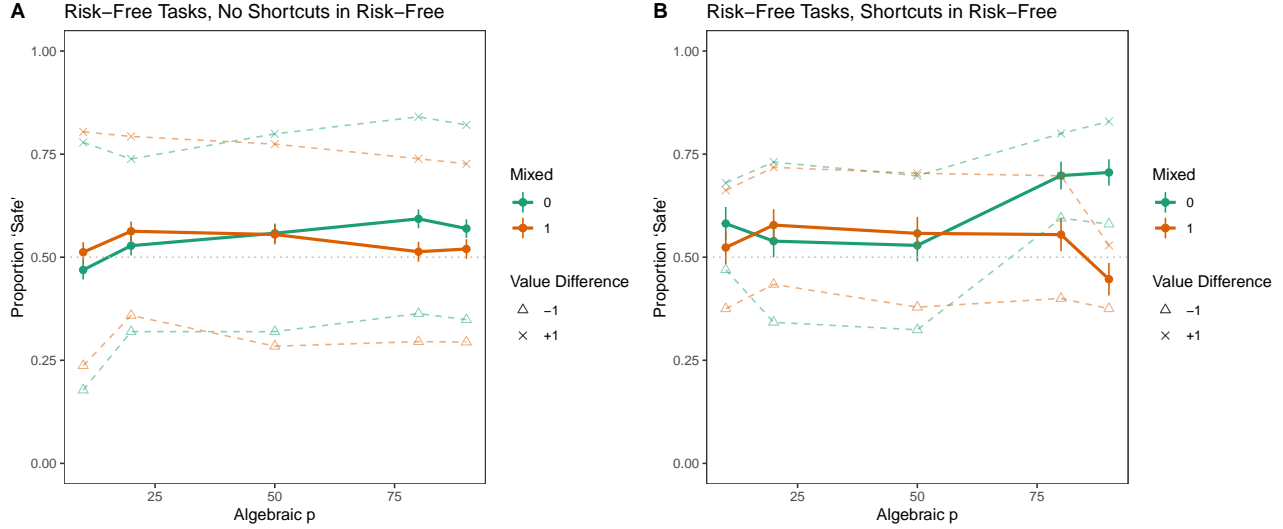 A
Risk−Free Tasks, No Shortcuts in Risk−Free
Proportion 'Safe'
1.00
0.75
0.50
0.25
0.00
25
50
75
Algebraic p
Mixed
0
1
Value Difference
−1
+1
B
Risk−Free Tasks, Shortcuts in Risk−Free
Proportion 'Safe'
1.00
0.75
0.50
0.25
0.00
25
50
75
Algebraic p
Mixed
0
1
Value Difference
−1
+1